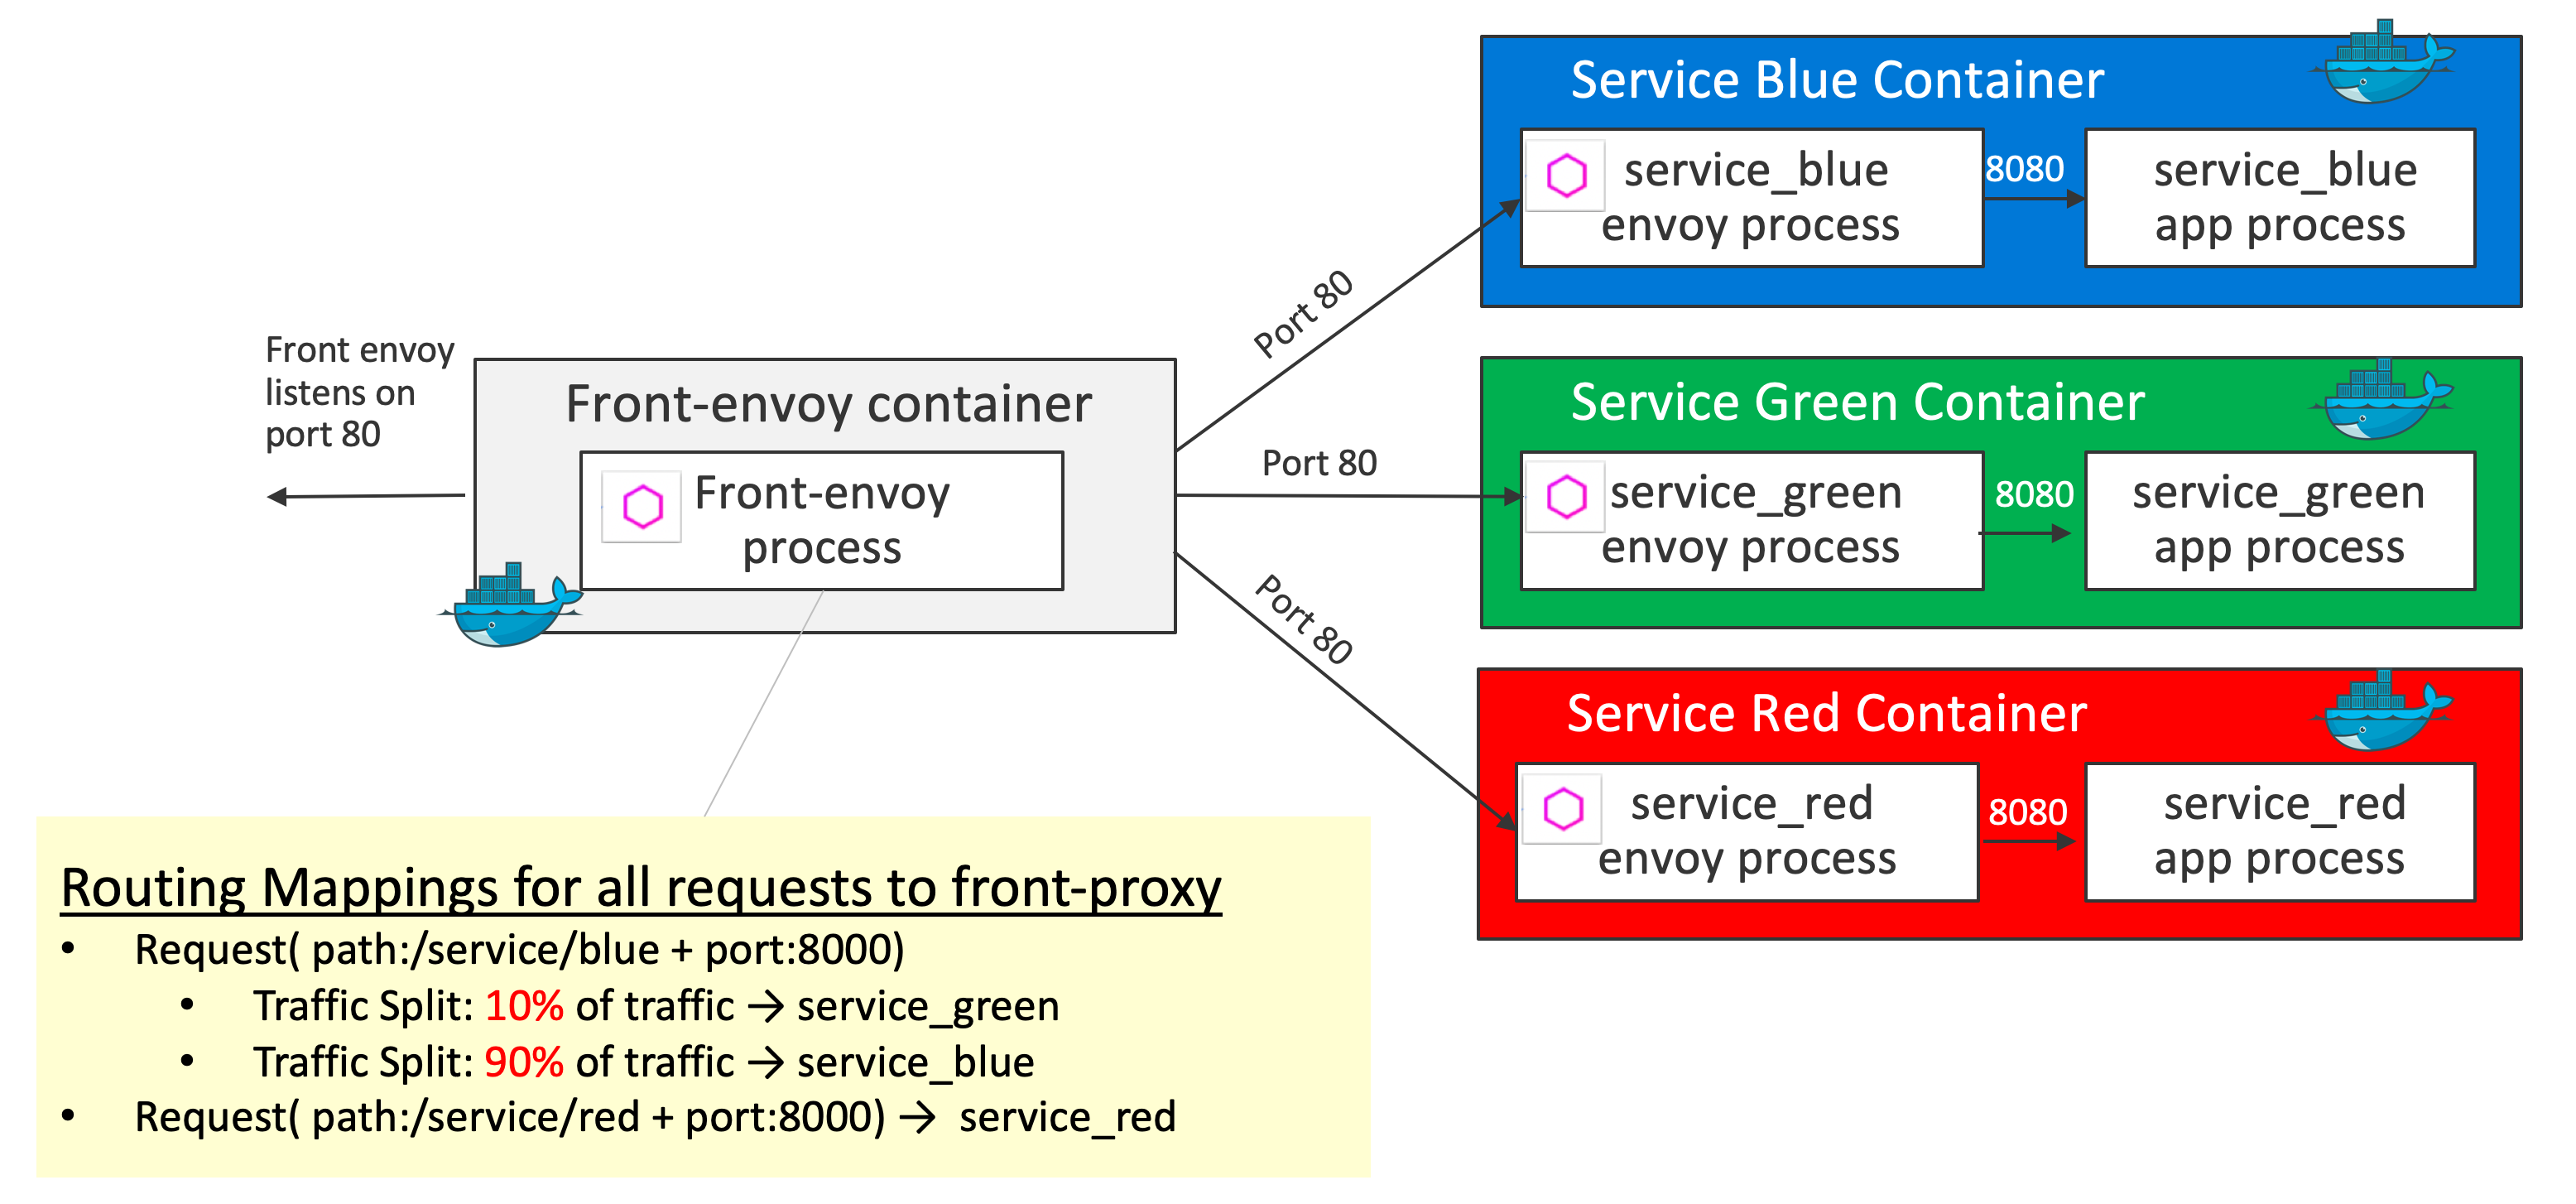 Service Blue Container
service_blue
envoy process
8080
service_blue
app process
Port 80
Front envoy
listens on
port 80
Front-envoy container
Front-envoy
process
Port 80
Service Green Container
service_green
envoy process
8080
service_green
app process
Port 80
Service Red Container
service_red
envoy process
8080
service_red
app process
Routing Mappings for all requests to front-proxy
• Request( path:/service/blue + port:8000)
• Traffic Split: 10% of traffic → service_green
• Traffic Split: 90% of traffic → service_blue
• Request( path:/service/red + port:8000) → service_red